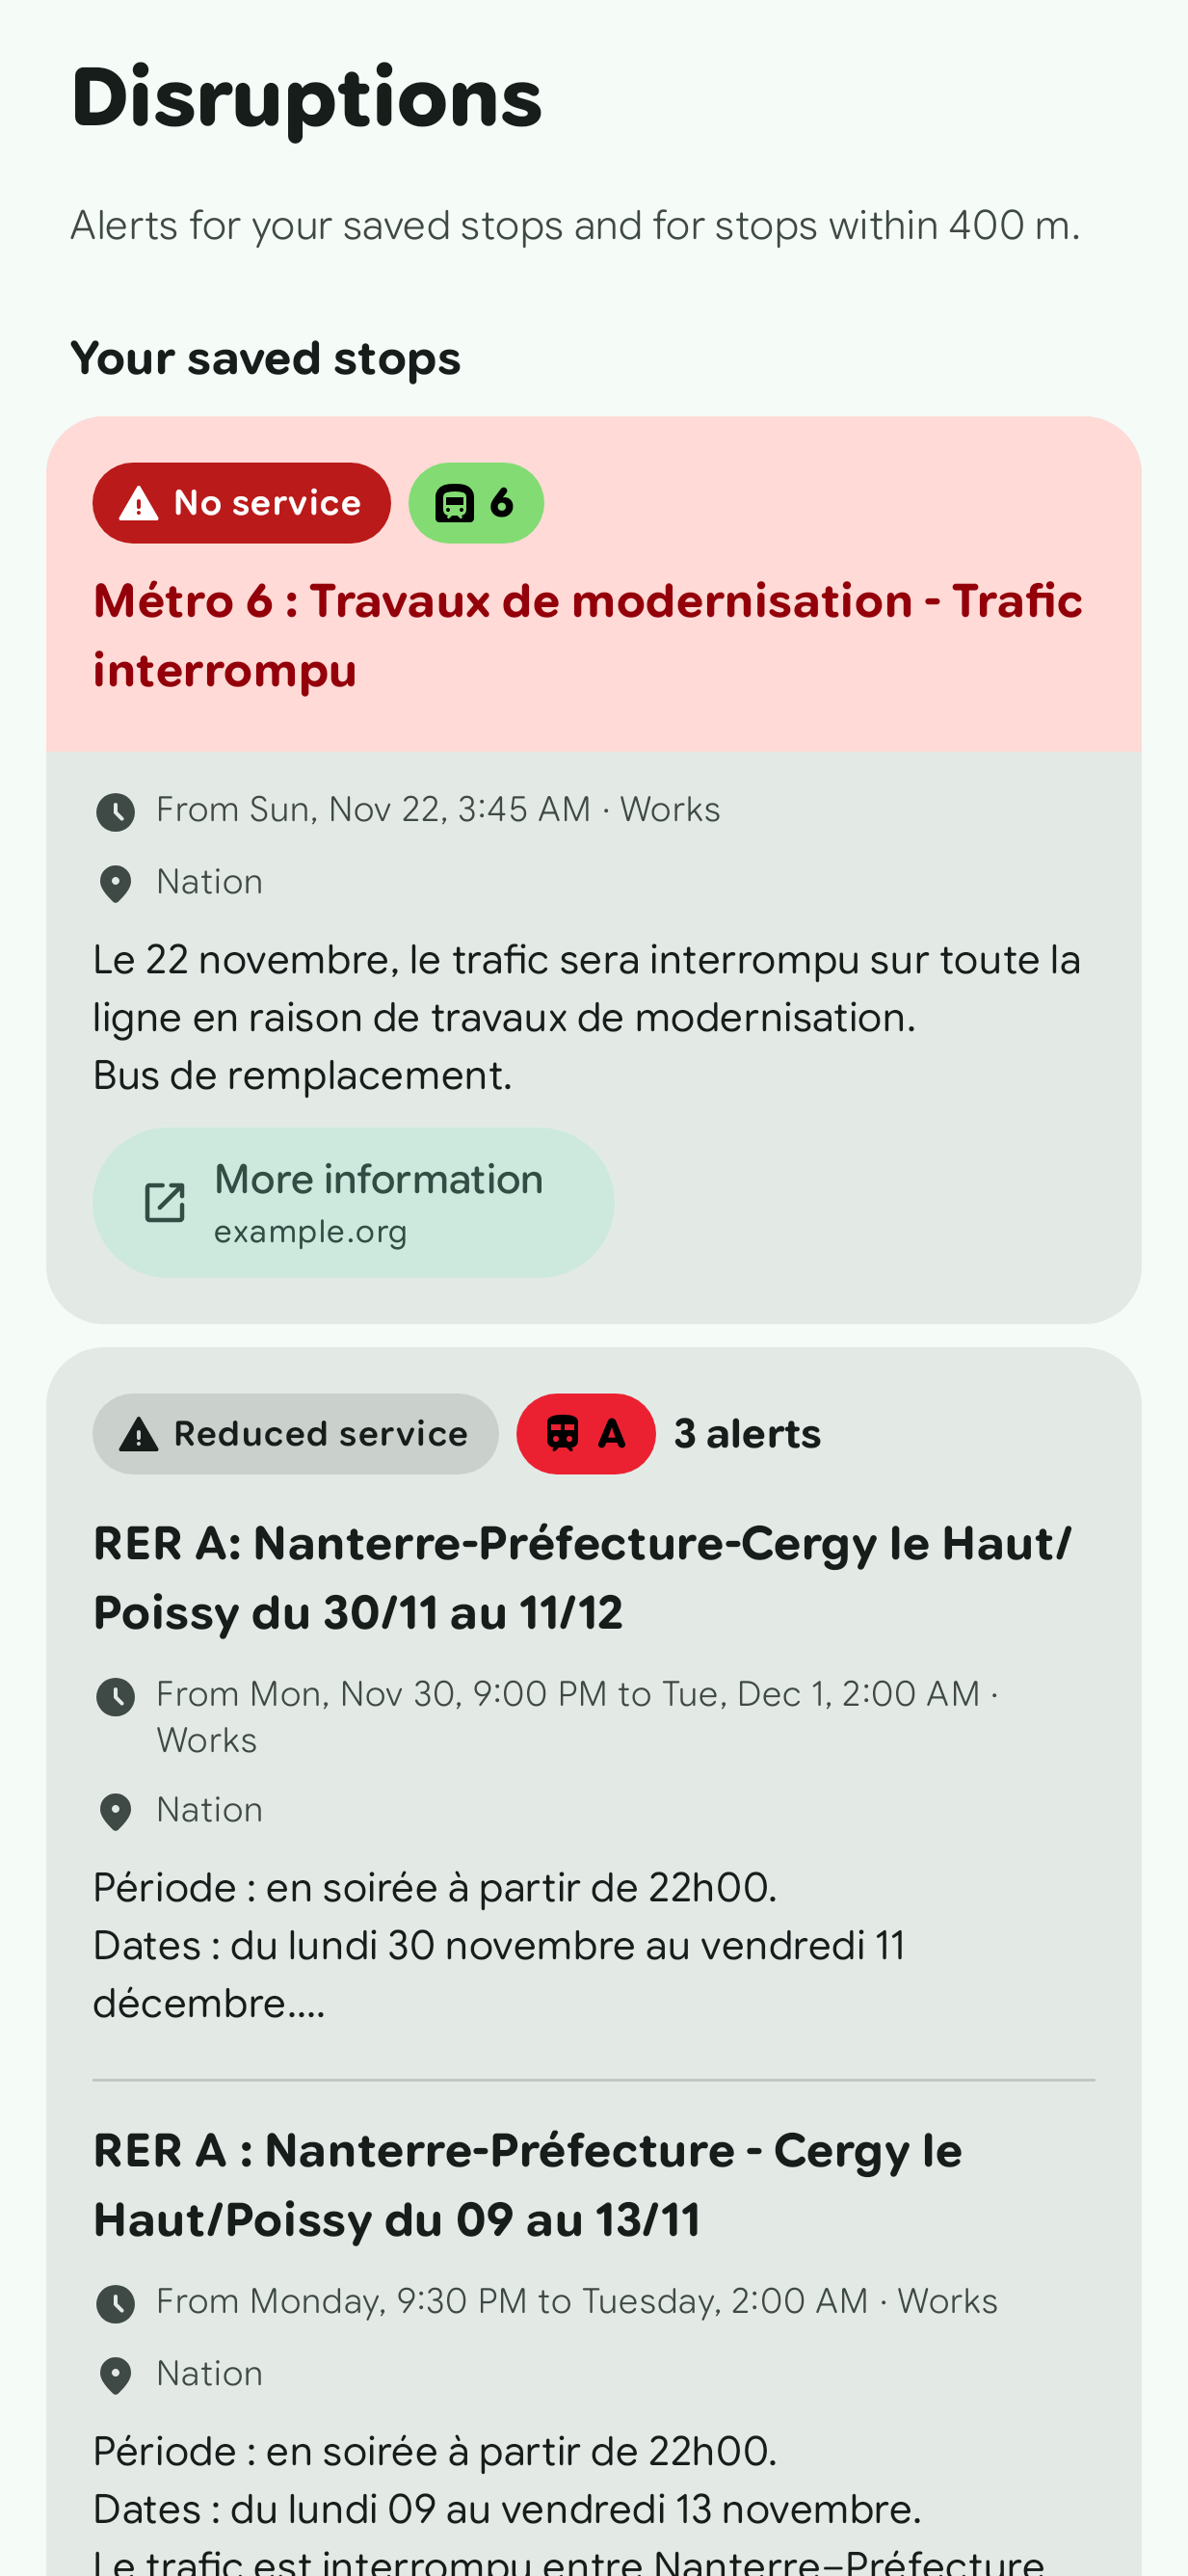 Disruptions
Alerts for your saved stops and for stops within 400 m.
Your saved stops
No service
6
Métro 6 : Travaux de modernisation - Trafic
interrompu
From Sun, Nov 22, 3:45 AM · Works
Nation
Le 22 novembre, le trafic sera interrompu sur toute la
ligne en raison de travaux de modernisation.
Bus de remplacement.
More information
example.org
Reduced service
A
3 alerts
RER A: Nanterre-Préfecture-Cergy le Haut/
Poissy du 30/11 au 11/12
From Mon, Nov 30, 9:00 PM to Tue, Dec 1, 2:00 AM ·
Works
Nation
Période : en soirée à partir de 22h00.
Dates : du lundi 30 novembre au vendredi 11
décembre....
RER A : Nanterre-Préfecture - Cergy le
Haut/Poissy du 09 au 13/11
From Monday, 9:30 PM to Tuesday, 2:00 AM · Works
Nation
Période : en soirée à partir de 22h00.
Dates : du lundi 09 au vendredi 13 novembre.
Le trafic est interrompu entre Nanterre–Préfecture